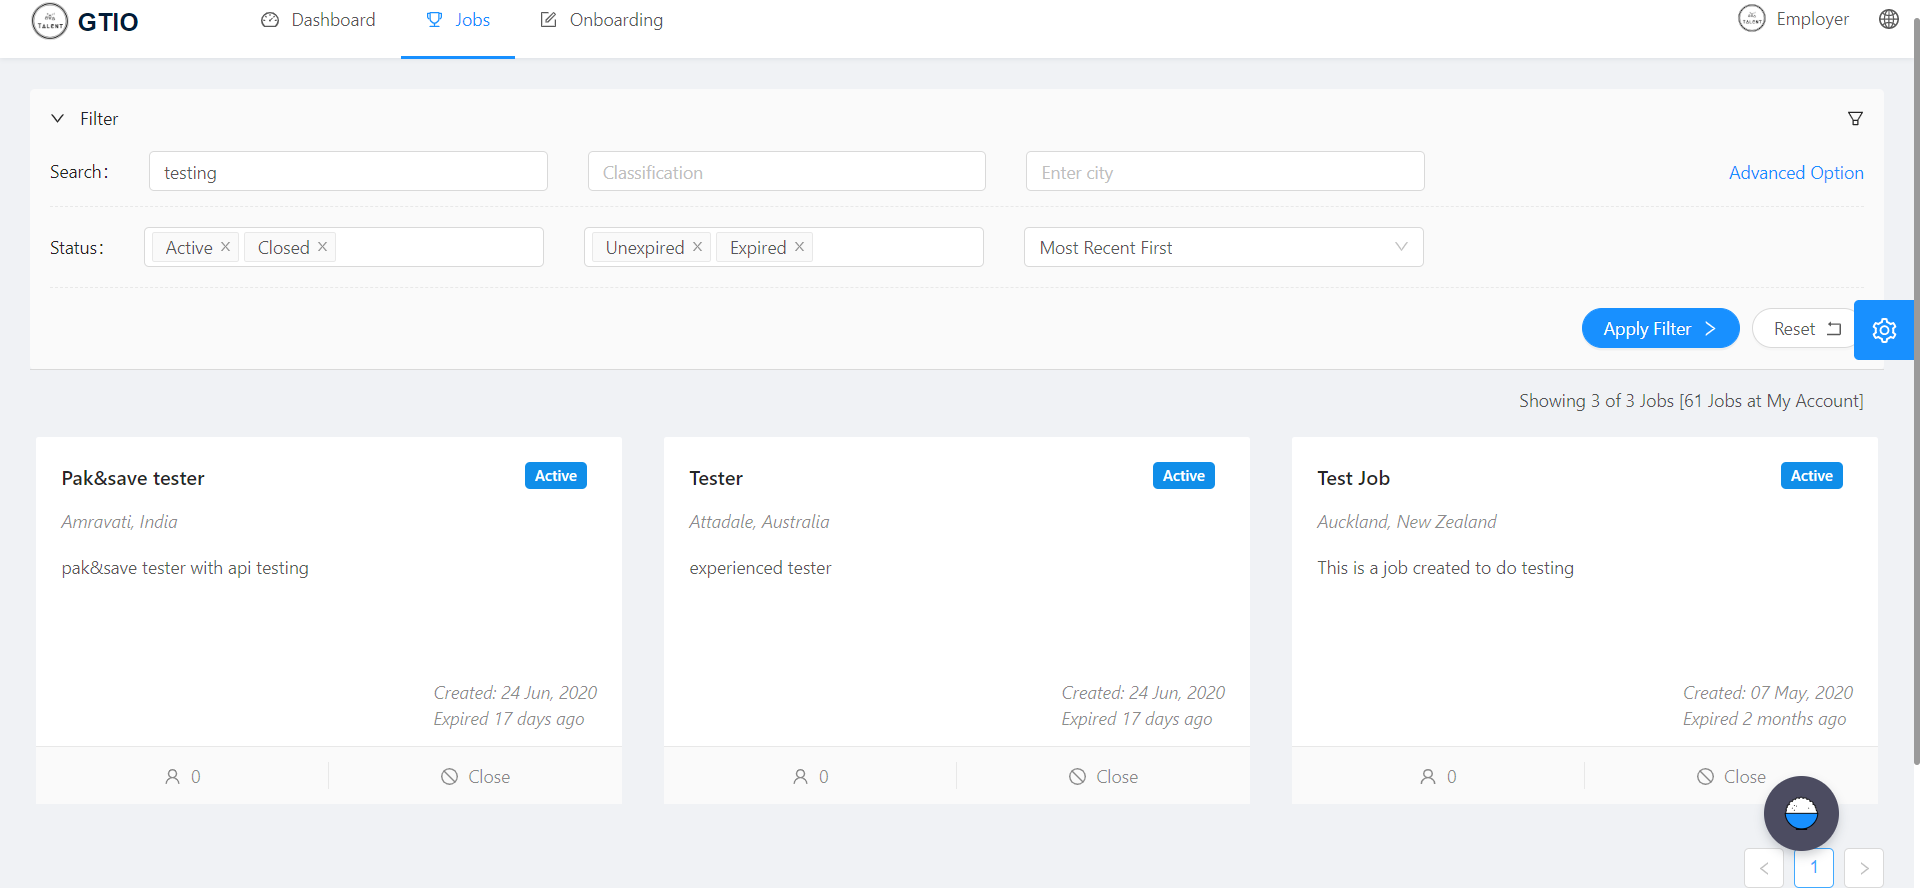 TALENT GTIO Dashboard Jobs Onboarding TALENT Employer
Filter
Search: testing Classification Enter city Advanced Option
Status: Active Closed Unexpired Expired Most Recent First
Apply Filter Reset
Showing 3 of 3 Jobs [61 Jobs at My Account]
Pak&save tester Active
Amravati, India
pak&save tester with api testing
Created: 24 Jun, 2020
Expired 17 days ago
0 Close
Tester Active
Attadale, Australia
experienced tester
Created: 24 Jun, 2020
Expired 17 days ago
0 Close
Test Job Active
Auckland, New Zealand
This is a job created to do testing
Created: 07 May, 2020
Expired 2 months ago
0 Close
< 1 >